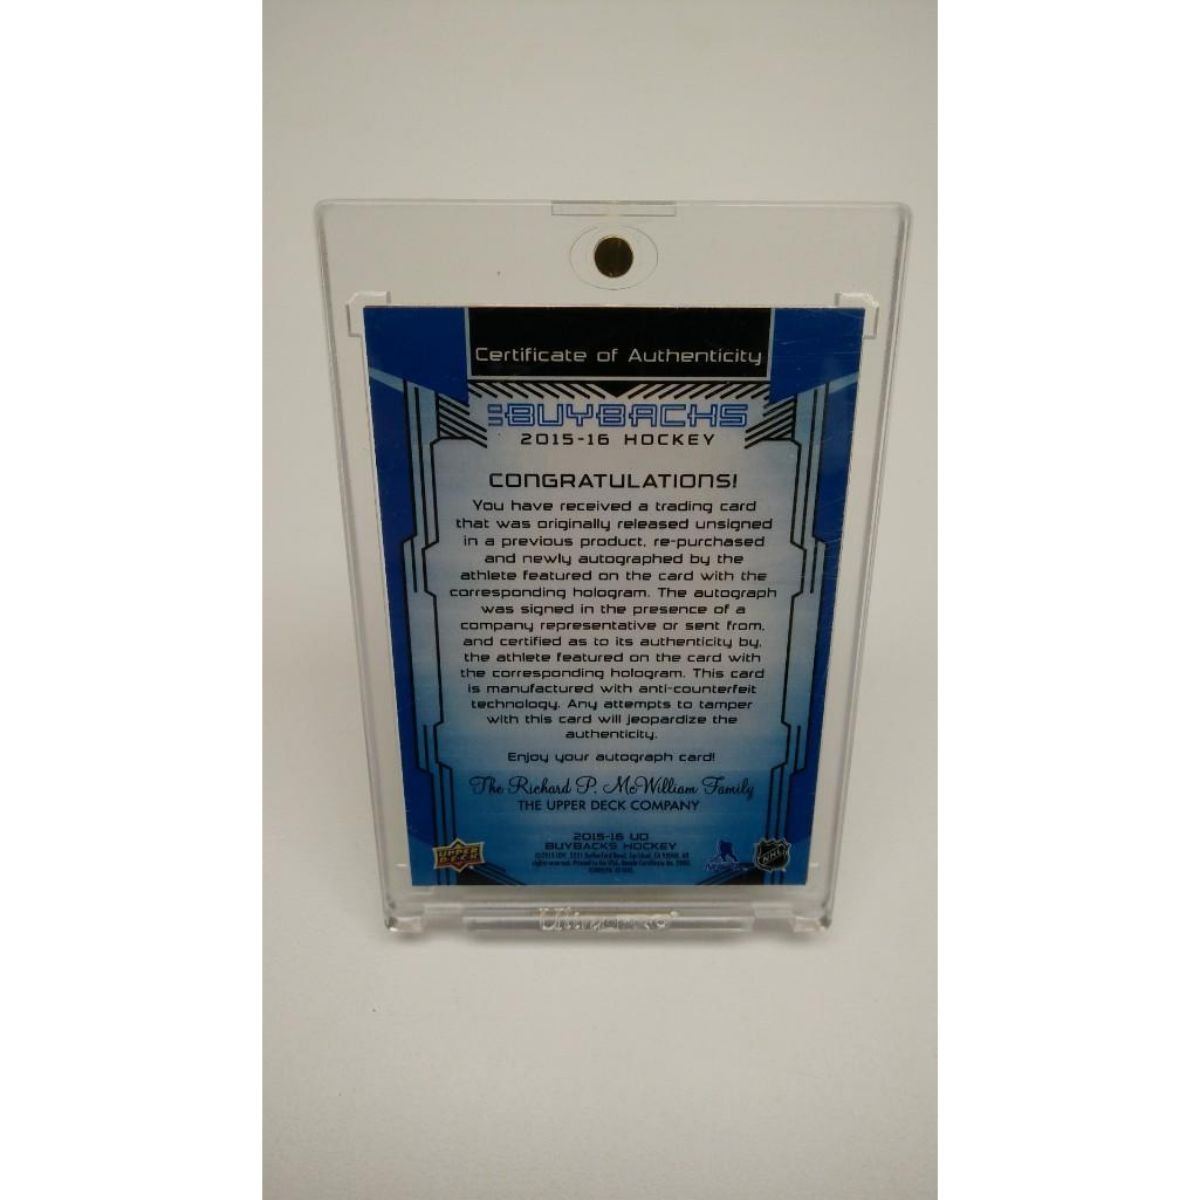 Certificate of Authenticity
UD BUYBACKS
2015-16 HOCKEY
CONGRATULATIONS!
You have received a trading card
that was originally released unsigned
in a previous product, re-purchased
and newly autographed by the
athlete featured on the card with the
corresponding hologram. The autograph
was signed in the presence of a
company representative or sent from,
and certified as to its authenticity by,
the athlete featured on the card with
the corresponding hologram. This card
is manufactured with anti-counterfeit
technology. Any attempts to tamper
with this card will jeopardize the
authenticity.
Enjoy your autograph card!
The Richard P. McWilliam Family
THE UPPER DECK COMPANY
2015-16 UD
BUYBACKS HOCKEY
UPPER DECK
NHL